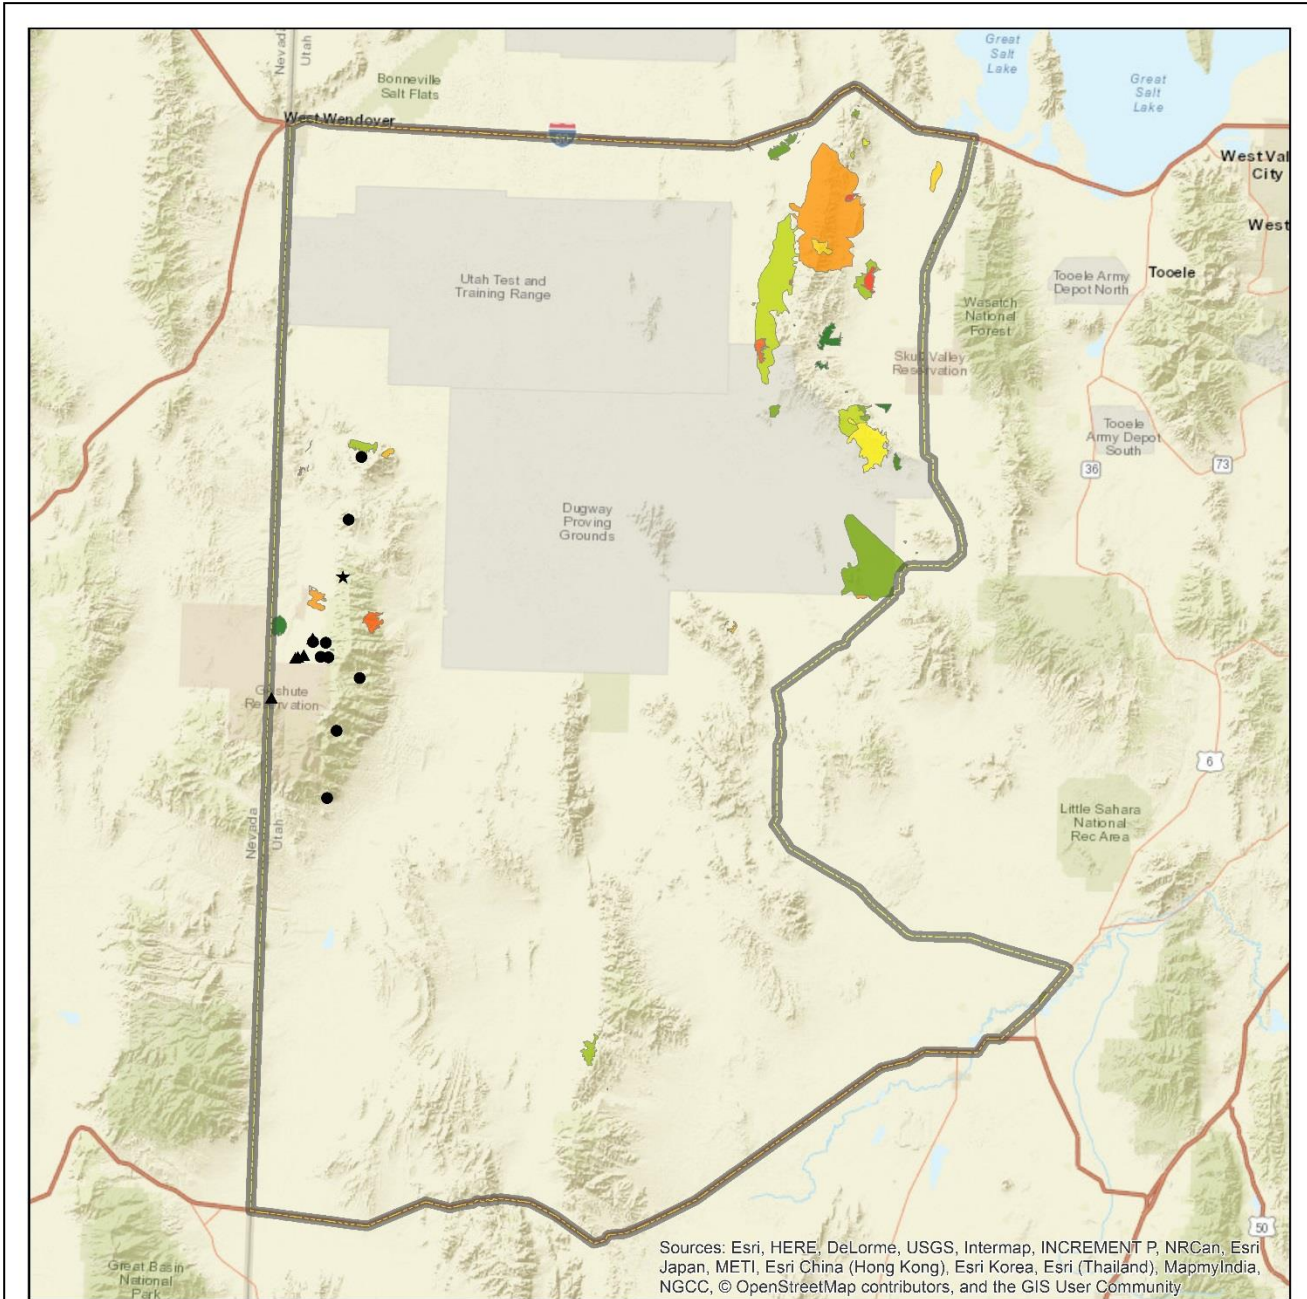 Nevada
Utah
Bonneville
Salt Flats
Great
Salt
Lake
Great
Salt
Lake
West Wendover
West Val
City
West
Utah Test and
Training Range
Tooele Army
Depot North
Tooele
Wasatch
National
Forest
Skull Valley
Reservation
Tooele
Army Depot
South
36
73
Dugway
Proving
Grounds
Goshute
Reservation
6
Little Sahara
National
Rec Area
Nevada
Utah
50
Great Basin
National
Park
Sources: Esri, HERE, DeLorme, USGS, Intermap, INCREMENT P, NRCan, Esri
Japan, METI, Esri China (Hong Kong), Esri Korea, Esri (Thailand), MapmyIndia,
NGCC, © OpenStreetMap contributors, and the GIS User Community